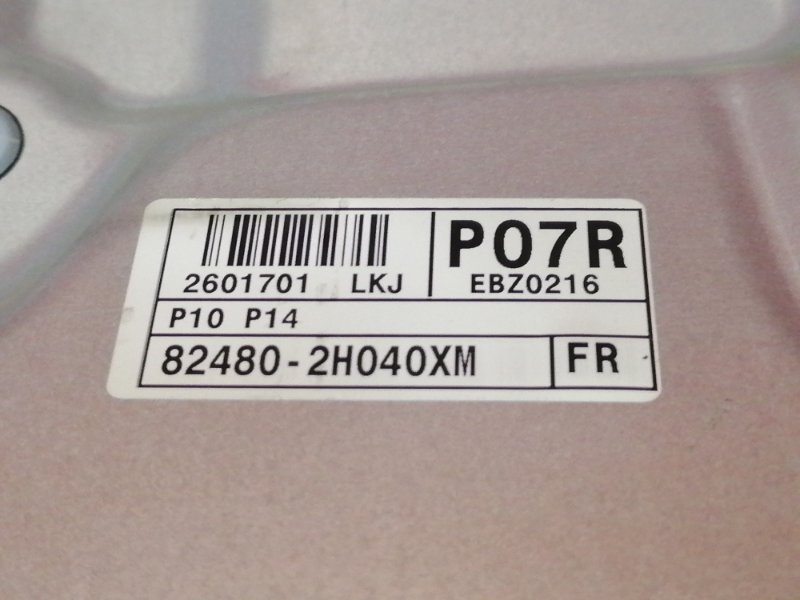 P07R
2601701 LKJ EBZ0216
P10 P14
82480-2H040XM FR